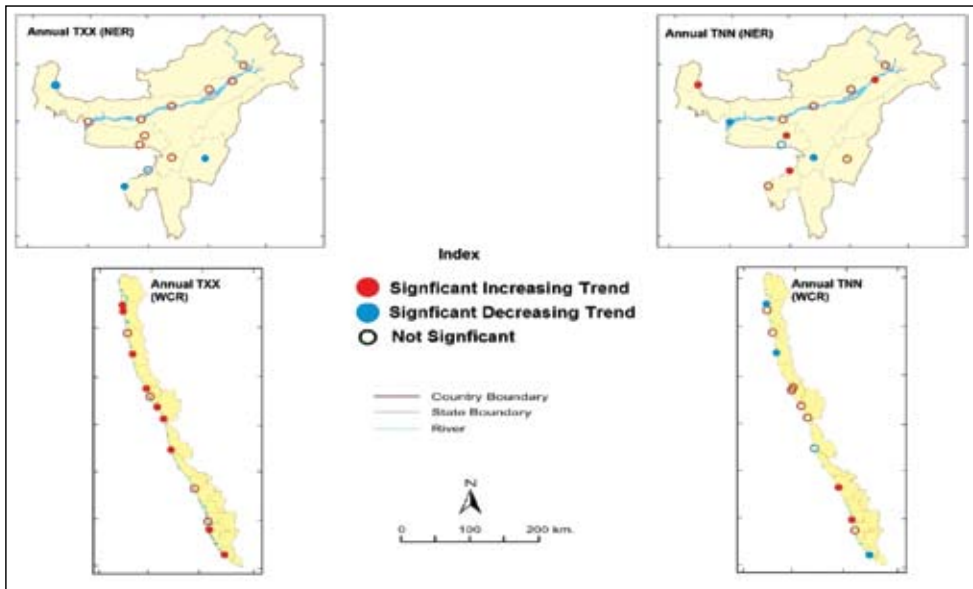 Annual TXX (NER)
Annual TNN (NER)
Index
Signficant Increasing Trend
Signficant Decreasing Trend
Not Signficant
Annual TXX
(WCR)
Annual TNN
(WCR)
Country Boundary
State Boundary
River
N
0 100 200 km.